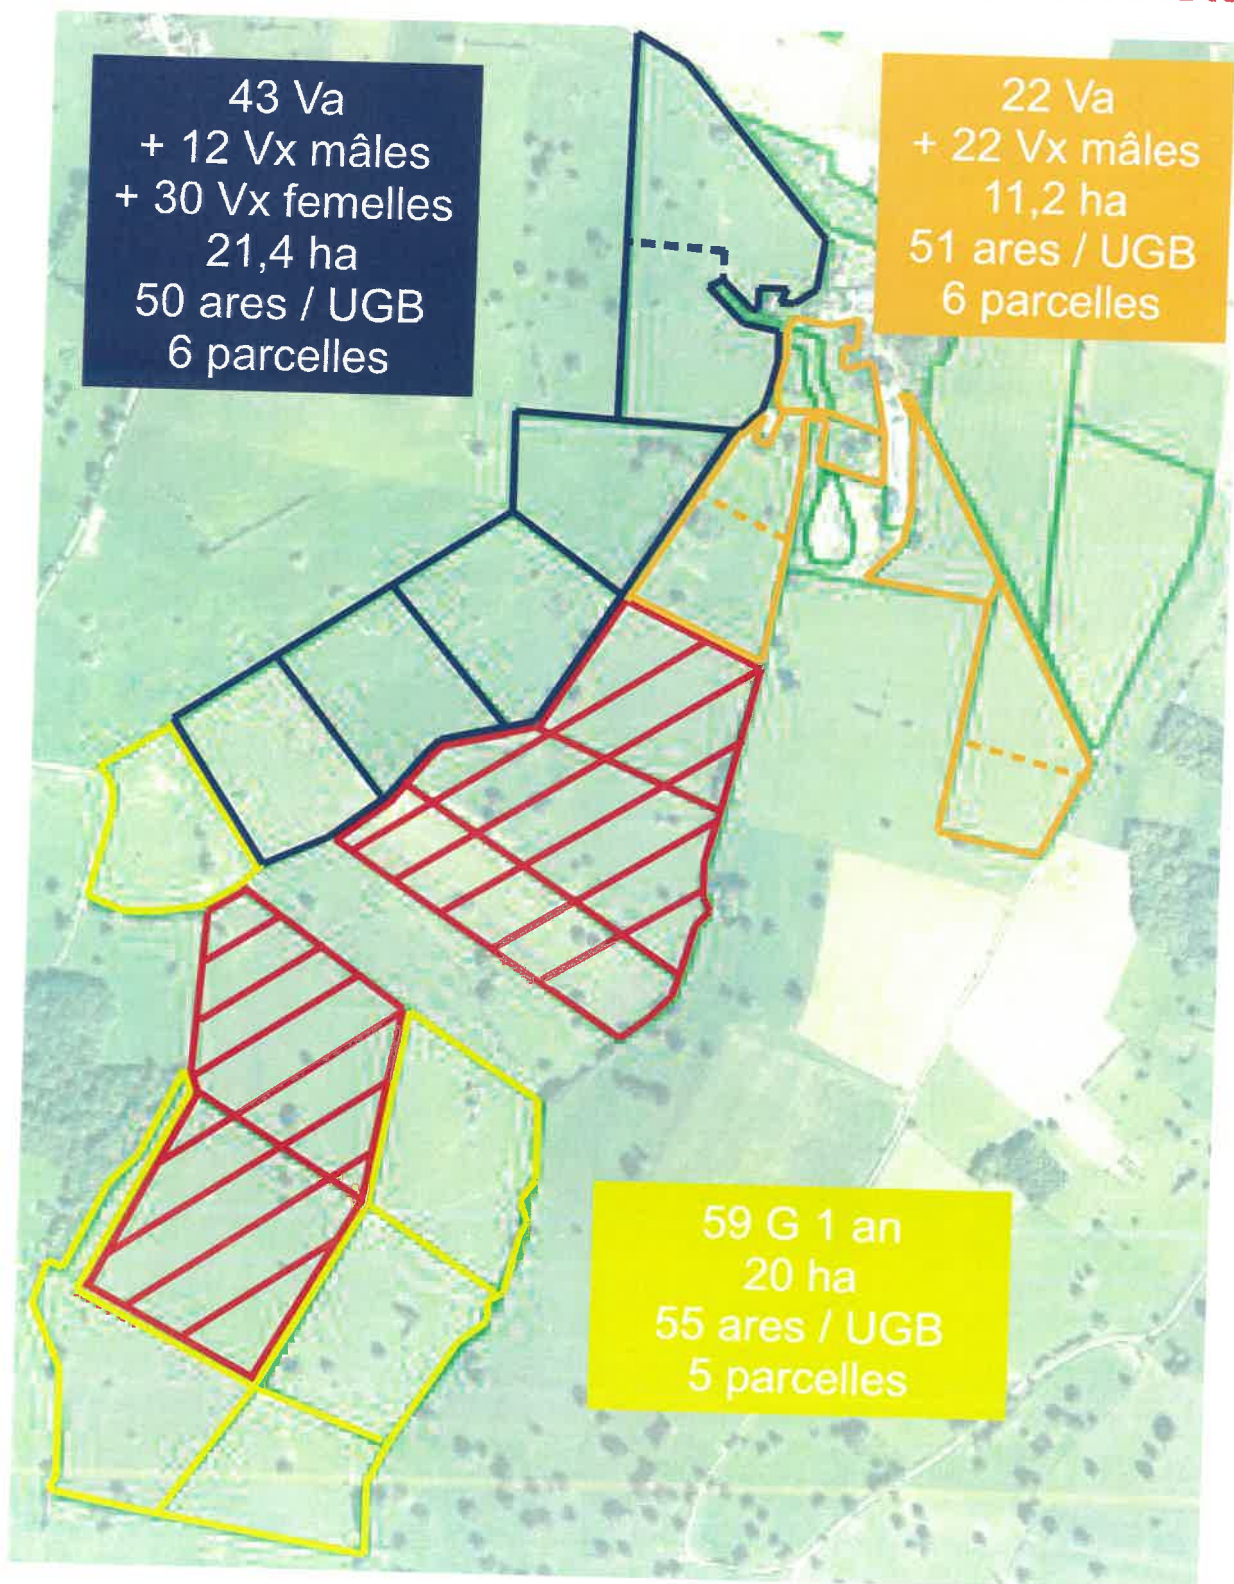 43 Va
+ 12 Vx mâles
+ 30 Vx femelles
21,4 ha
50 ares / UGB
6 parcelles
22 Va
+ 22 Vx mâles
11,2 ha
51 ares / UGB
6 parcelles
59 G 1 an
20 ha
55 ares / UGB
5 parcelles